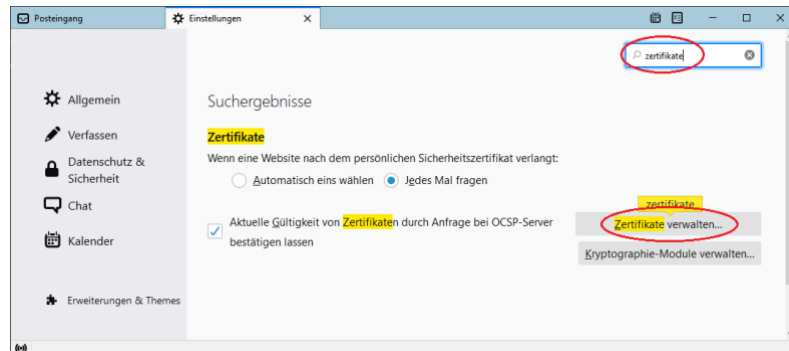 Posteingang
Einstellungen
zertifikate
Allgemein
Verfassen
Datenschutz &
Sicherheit
Chat
Kalender
Erweiterungen & Themes
Suchergebnisse
Zertifikate
Wenn eine Website nach dem persönlichen Sicherheitszertifikat verlangt:
Automatisch eins wählen Jedes Mal fragen
Aktuelle Gültigkeit von Zertifikaten durch Anfrage bei OCSP-Server
bestätigen lassen
zertifikate
Zertifikate verwalten...
Kryptographie-Module verwalten...